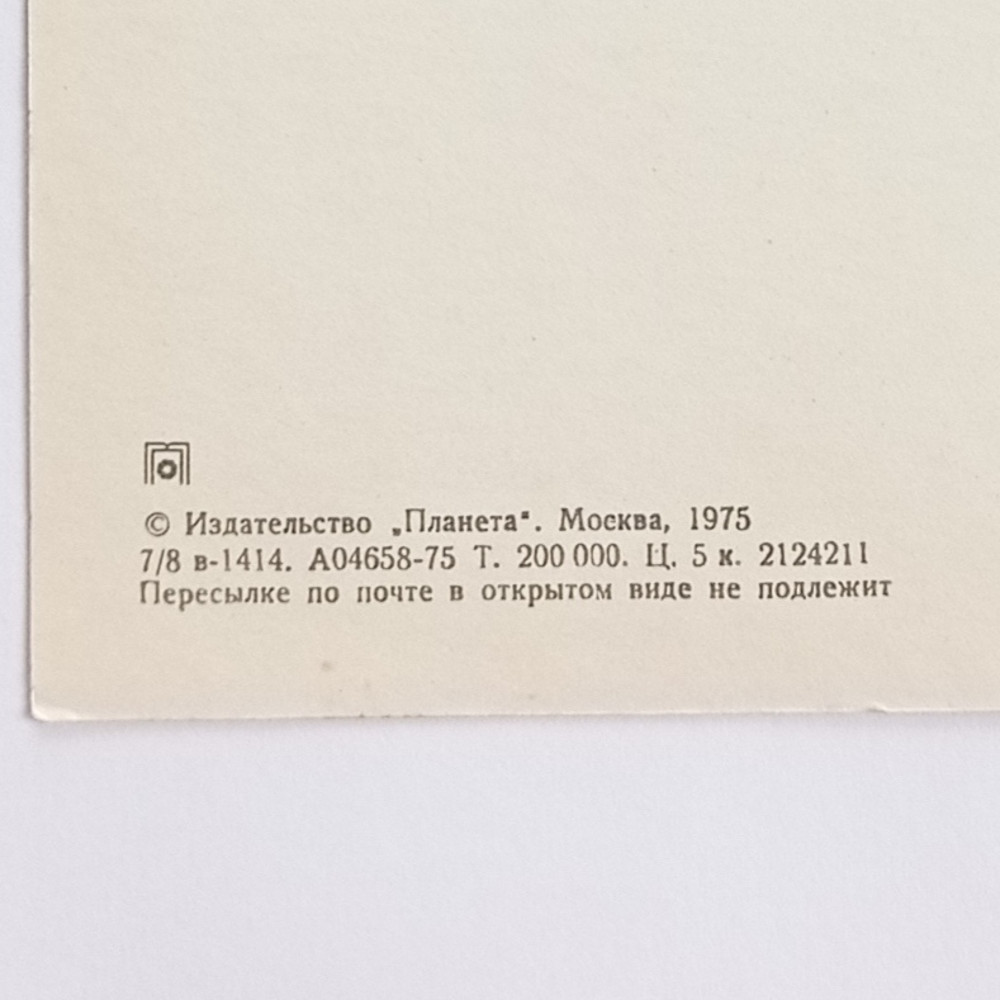 © Издательство „Планета“. Москва, 1975
7/8 в-1414. А04658-75 Т. 200 000. Ц. 5 к. 2124211
Пересылке по почте в открытом виде не подлежит